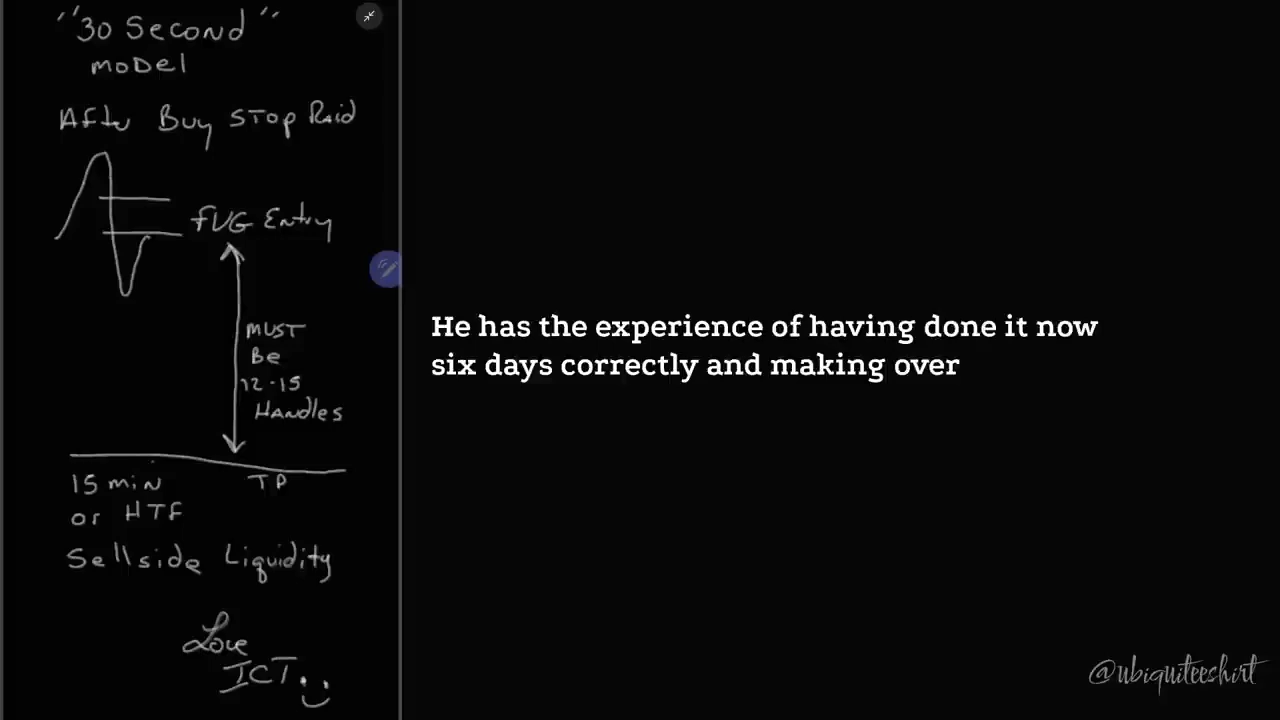 "30 Second"
model
After Buy Stop Raid
FVG Entry
MUST
Be
12-15
HANdles
15 min
or HTF
TP
Sellside Liquidity
Love
ICT
He has the experience of having done it now
six days correctly and making over
@ubiquiteeshirt